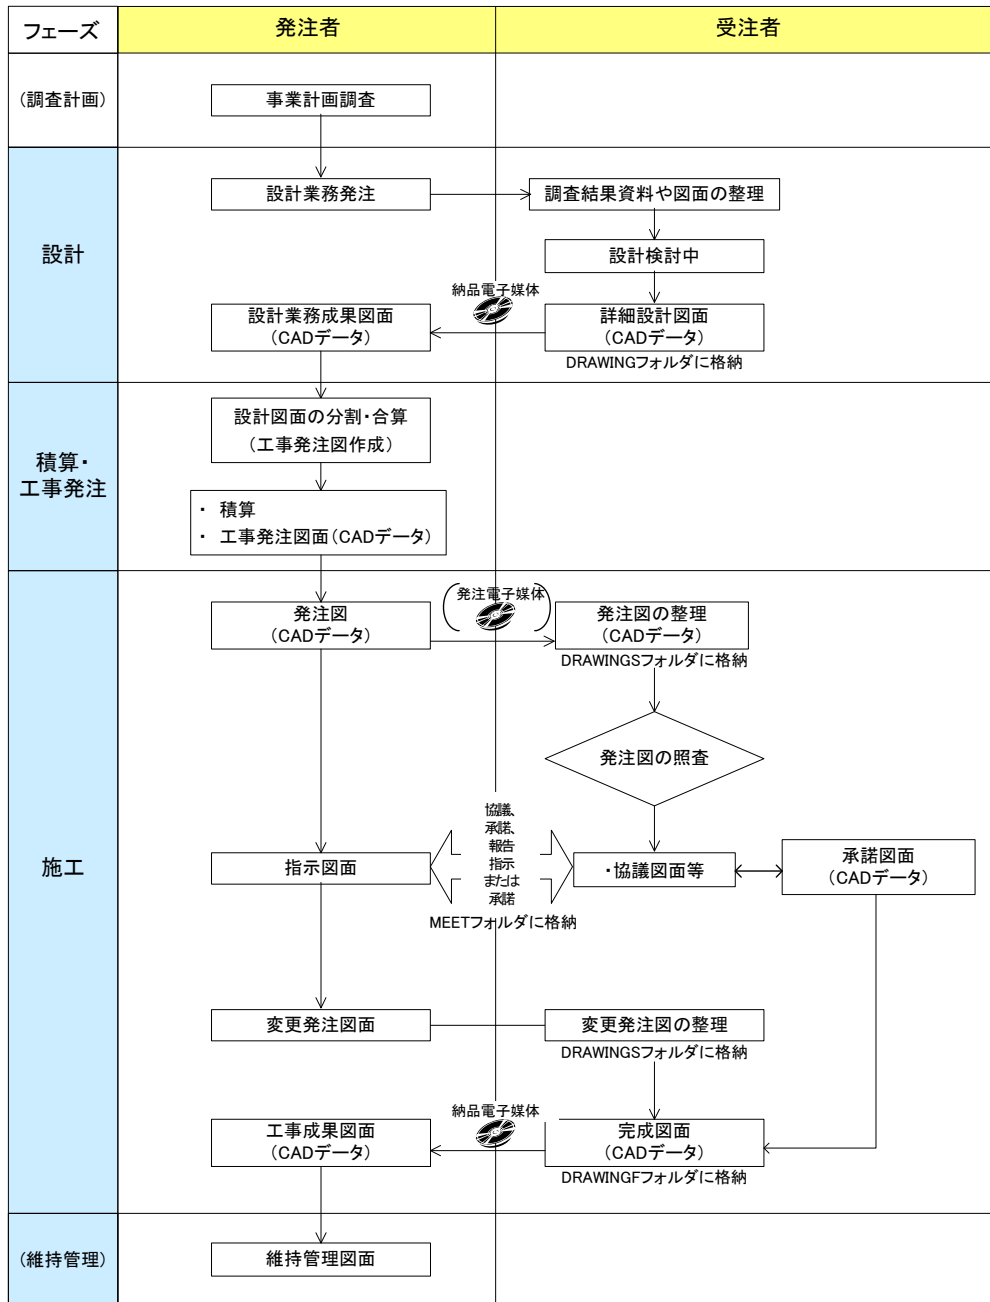 フェーズ
発注者
受注者
(調査計画)
事業計画調査
設計
設計業務発注
調査結果資料や図面の整理
設計検討中
納品電子媒体
設計業務成果図面
(CADデータ)
詳細設計図面
(CADデータ)
DRAWINGフォルダに格納
積算・
工事発注
設計図面の分割・合算
(工事発注図作成)
・ 積算
・ 工事発注図面(CADデータ)
施工
発注図
(CADデータ)
発注電子媒体
発注図の整理
(CADデータ)
DRAWINGSフォルダに格納
発注図の照査
協議、
承諾、
報告
指示
または
承諾
指示図面
・協議図面等
承諾図面
(CADデータ)
MEETフォルダに格納
変更発注図面
変更発注図の整理
DRAWINGSフォルダに格納
納品電子媒体
工事成果図面
(CADデータ)
完成図面
(CADデータ)
DRAWINGFフォルダに格納
(維持管理)
維持管理図面